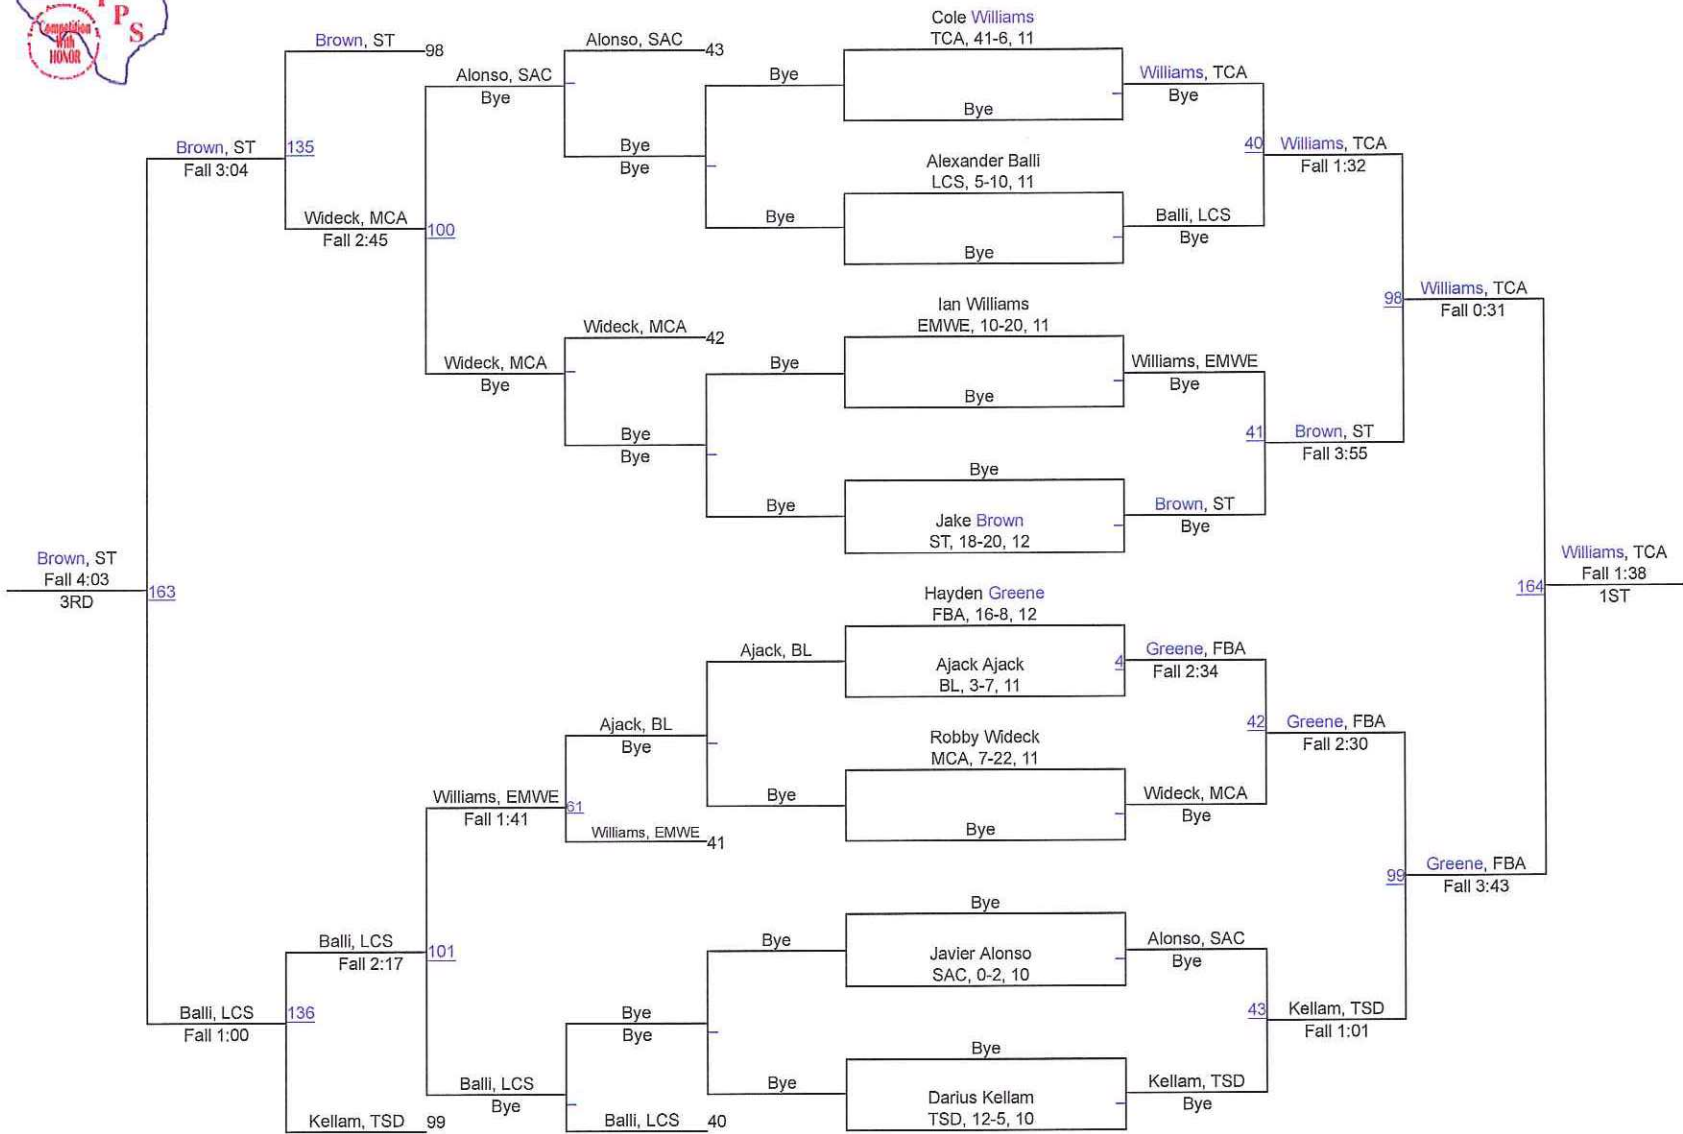 P
P
S
Competition
With
HONOR
Cole Williams
TCA, 41-6, 11
Bye
Alexander Balli
LCS, 5-10, 11
Bye
Ian Williams
EMWE, 10-20, 11
Bye
Bye
Jake Brown
ST, 18-20, 12
Hayden Greene
FBA, 16-8, 12
Ajack Ajack
BL, 3-7, 11
4
Robby Wideck
MCA, 7-22, 11
Bye
Bye
Javier Alonso
SAC, 0-2, 10
Bye
Darius Kellam
TSD, 12-5, 10
Williams, TCA
Bye
Balli, LCS
Bye
Williams, EMWE
Bye
Brown, ST
Bye
Greene, FBA
Fall 2:34
Wideck, MCA
Bye
Alonso, SAC
Bye
Kellam, TSD
Bye
40
Williams, TCA
Fall 1:32
41
Brown, ST
Fall 3:55
42
Greene, FBA
Fall 2:30
43
Kellam, TSD
Fall 1:01
98
Williams, TCA
Fall 0:31
99
Greene, FBA
Fall 3:43
164
Williams, TCA
Fall 1:38
1ST
Bye
Bye
Bye
Bye
Ajack, BL
Bye
Bye
Bye
Alonso, SAC 43
Bye
Bye
Wideck, MCA 42
Bye
Bye
Ajack, BL
Bye
61
Williams, EMWE 41
Bye
Bye
Balli, LCS 40
Alonso, SAC
Bye
100
Wideck, MCA
Bye
Williams, EMWE
Fall 1:41
101
Balli, LCS
Bye
Brown, ST 98
135
Wideck, MCA
Fall 2:45
Balli, LCS
Fall 2:17
136
Kellam, TSD 99
Brown, ST
Fall 3:04
163
Balli, LCS
Fall 1:00
Brown, ST
Fall 4:03
3RD